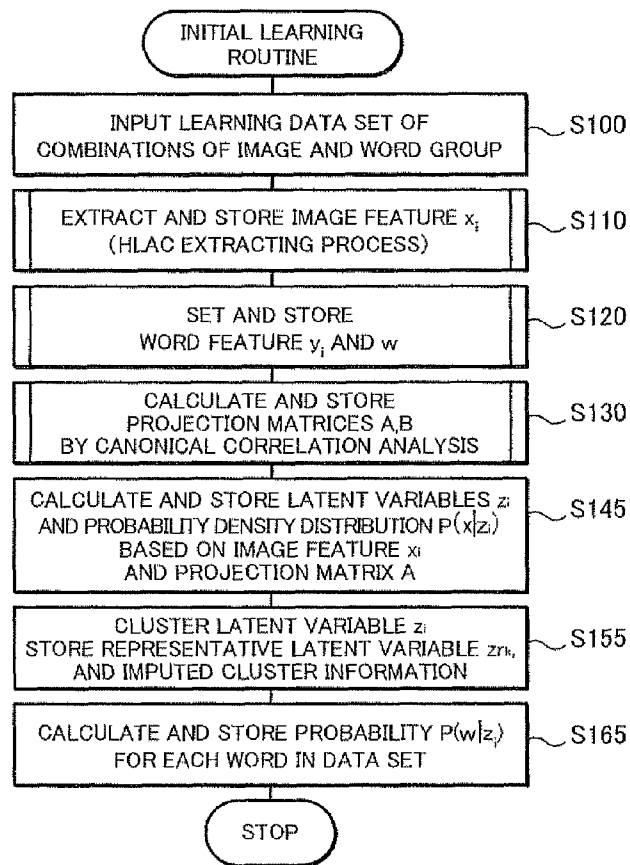 INITIAL LEARNING
ROUTINE
INPUT LEARNING DATA SET OF
COMBINATIONS OF IMAGE AND WORD GROUP
S100
EXTRACT AND STORE IMAGE FEATURE xi
(HLAC EXTRACTING PROCESS)
S110
SET AND STORE
WORD FEATURE yi AND w
S120
CALCULATE AND STORE
PROJECTION MATRICES A,B
BY CANONICAL CORRELATION ANALYSIS
S130
CALCULATE AND STORE LATENT VARIABLES zi
AND PROBABILITY DENSITY DISTRIBUTION P(x|zi)
BASED ON IMAGE FEATURE xi
AND PROJECTION MATRIX A
S145
CLUSTER LATENT VARIABLE zi
STORE REPRESENTATIVE LATENT VARIABLE zrk,
AND IMPUTED CLUSTER INFORMATION
S155
CALCULATE AND STORE PROBABILITY P(w|zi)
FOR EACH WORD IN DATA SET
S165
STOP